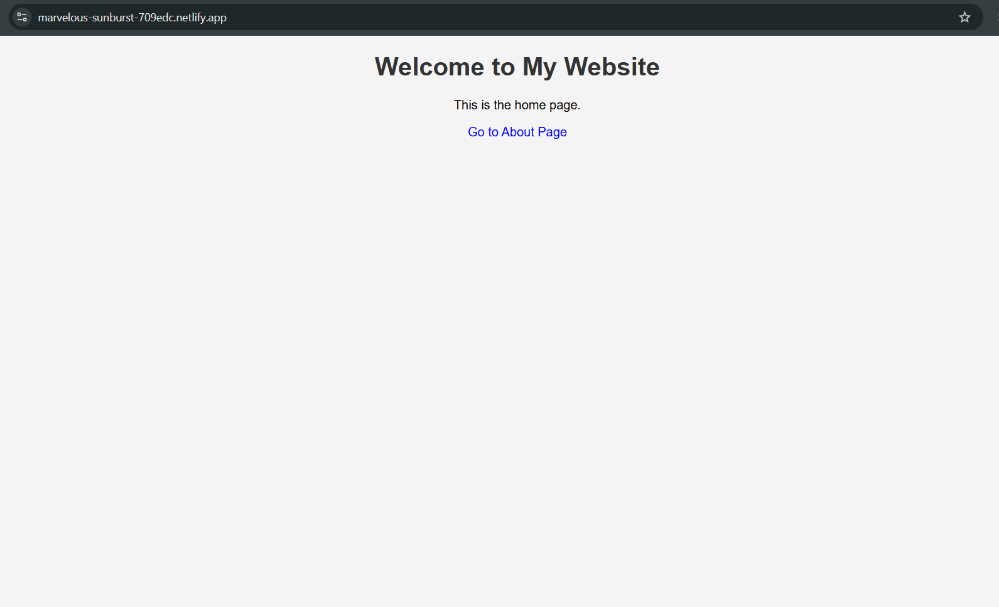 marvelous-sunburst-709edc.netlify.app
Welcome to My Website
This is the home page.
Go to About Page